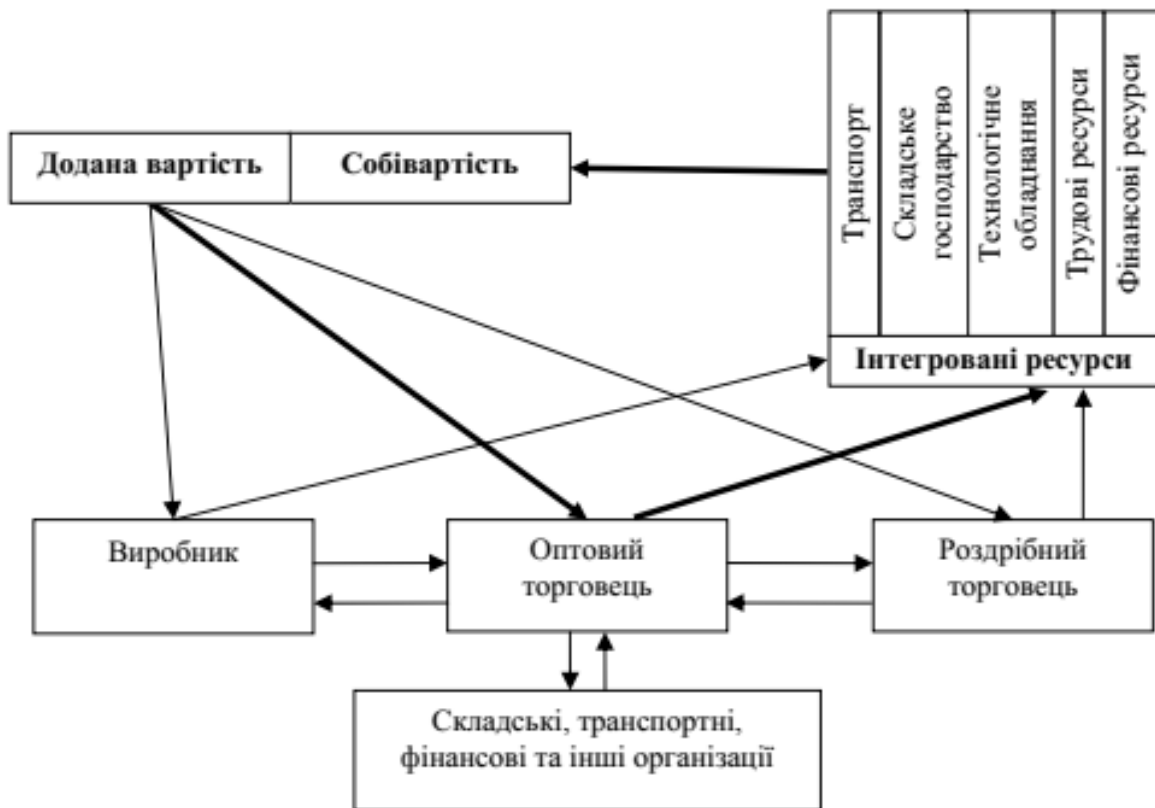 Транспорт
Складське
господарство
Технологічне
обладнання
Трудові ресурси
Фінансові ресурси
Додана вартість
Собівартість
Інтегровані ресурси
Виробник
Оптовий
торговець
Роздрібний
торговець
Складські, транспортні,
фінансові та інші організації